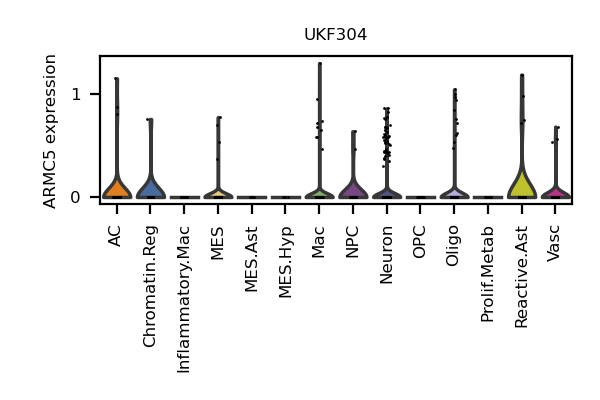 UKF304
ARMC5 expression
1
0
AC
Chromatin.Reg
Inflammatory.Mac
MES
MES.Ast
MES.Hyp
Mac
NPC
Neuron
OPC
Oligo
Prolif.Metab
Reactive.Ast
Vasc